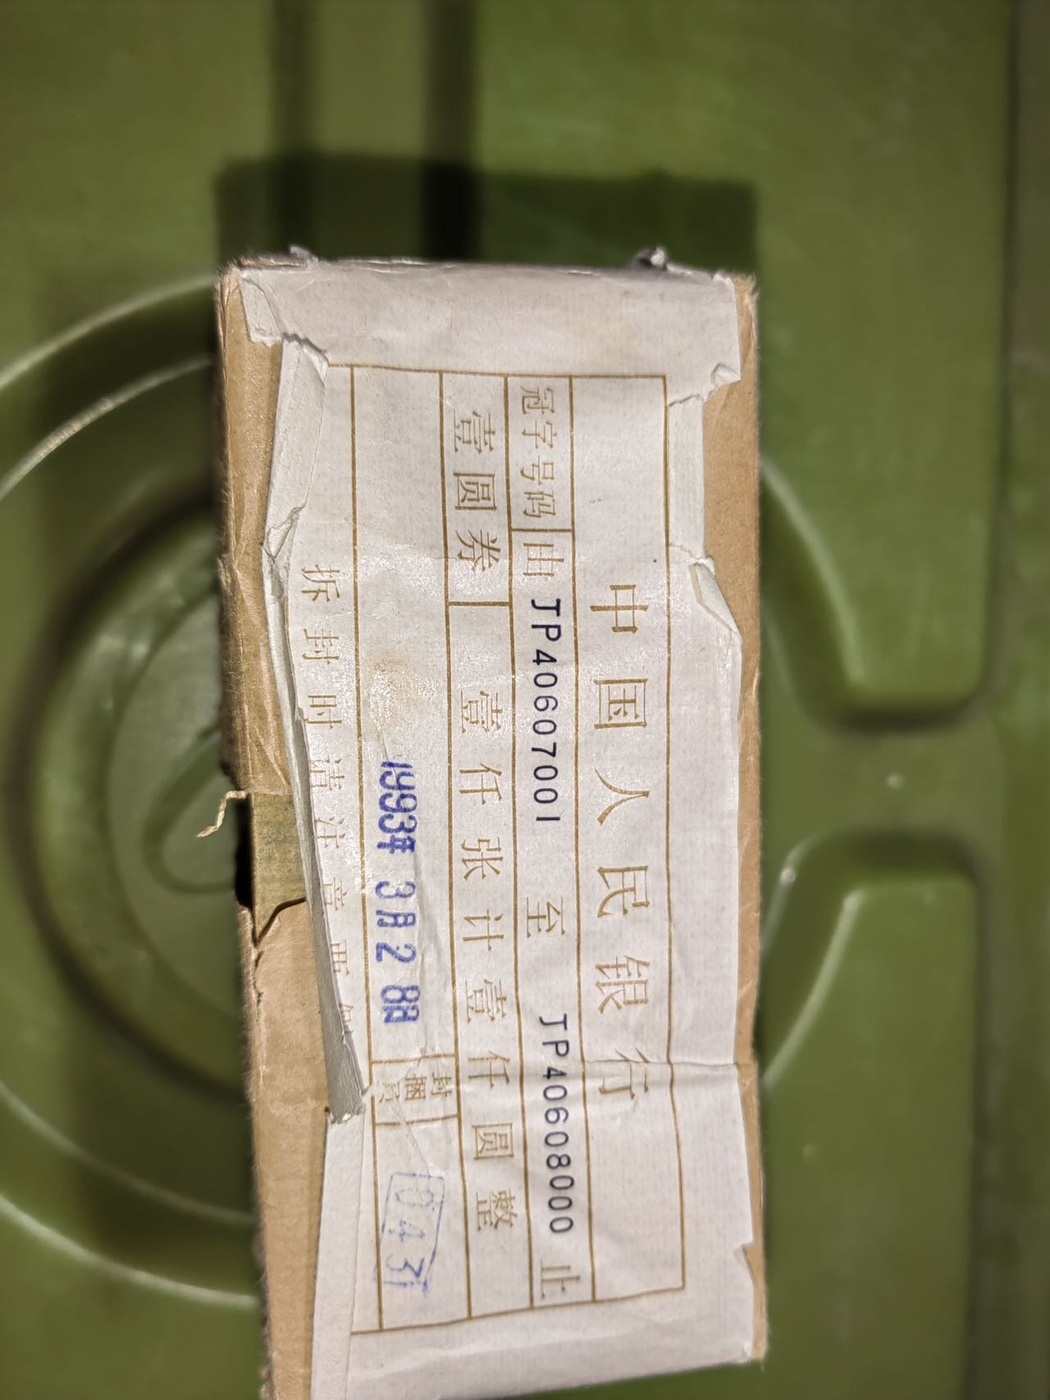 中国人民银行
冠字号码 由 JP40607001 至 JP40608000 止
壹圆券 壹仟张计壹仟圆整
1993年 3月2 8日 封捆员 0431
拆封时请注意